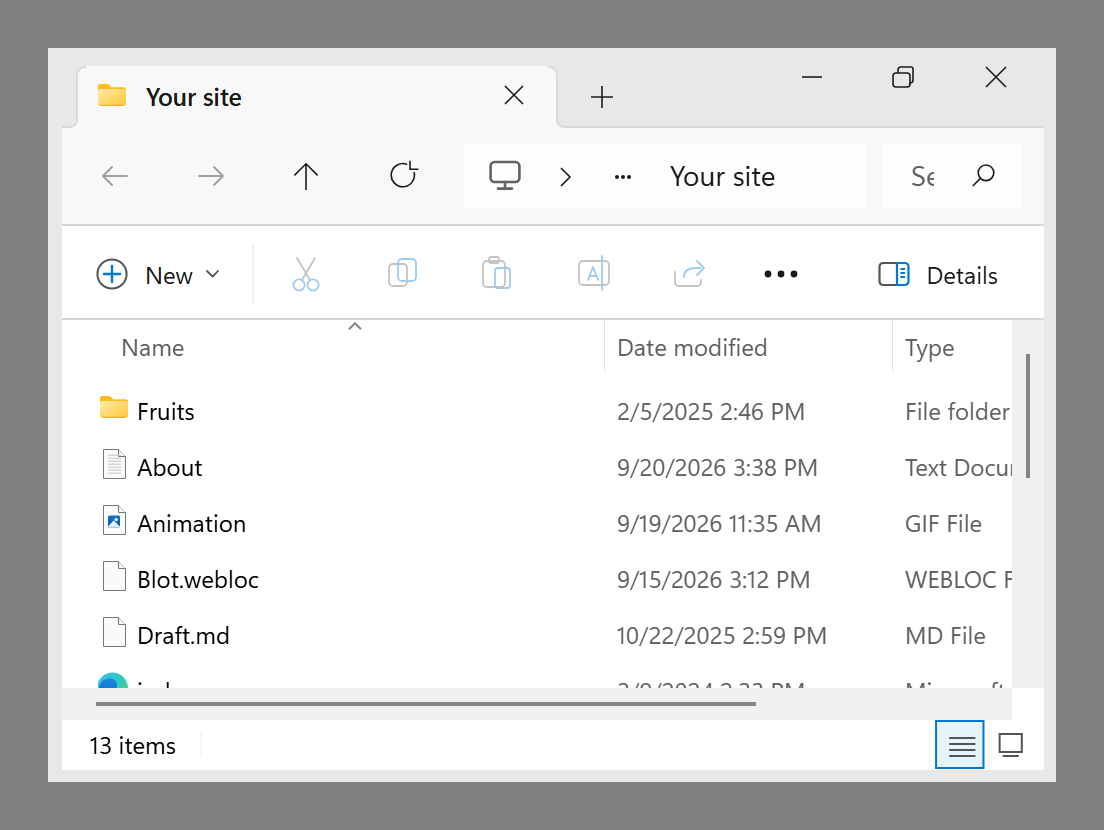 Your site
Your site
New
Details
Name Date modified Type
Fruits 2/5/2025 2:46 PM File folder
About 9/20/2026 3:38 PM Text
Animation 9/19/2026 11:35 AM GIF File
Blot.webloc 9/15/2026 3:12 PM WEBLOC
Draft.md 10/22/2025 2:59 PM MD File
13 items